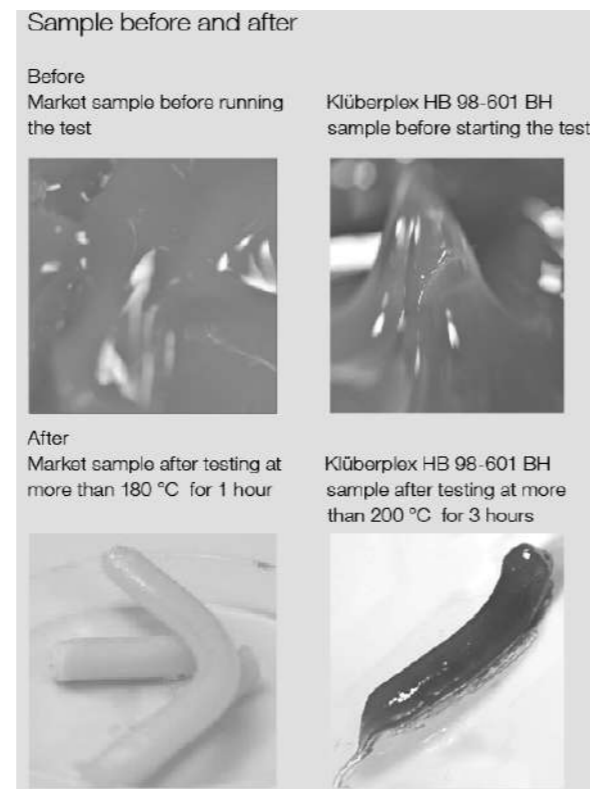 Sample before and after
Before
Market sample before running
the test
Klüberplex HB 98-601 BH
sample before starting the test
After
Market sample after testing at
more than 180 °C for 1 hour
Klüberplex HB 98-601 BH
sample after testing at more
than 200 °C for 3 hours